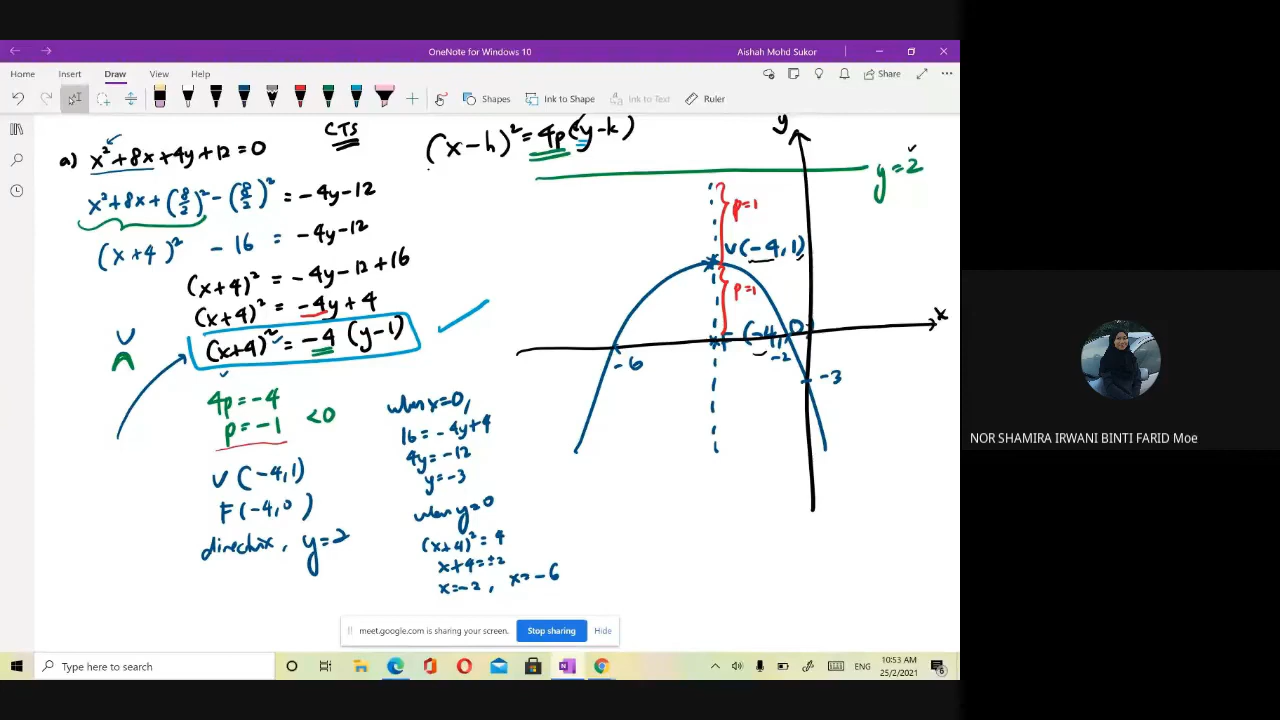 OneNote for Windows 10
Aishah Mohd Sukor
Home Insert Draw View Help
Share
Shapes Ink to Shape Ink to Text Ruler
CTS
(x-h)² = 4p(y-k)
a) x² + 8x + 4y + 12 = 0
x² + 8x + (8/2)² - (8/2)² = -4y-12
(x+4)² - 16 = -4y-12
(x+4)² = -4y-12+16
(x+4)² = -4y+4
(x+4)² = -4(y-1)
4p = -4
p = -1 <0
V(-4,1)
F(-4,0)
directrix, y=2
when x=0,
16 = -4y+4
4y = -12
y = -3
when y=0
(x+4)² = 4
x+4 = ±2
x = -2, x = -6
y
y=2
p=1
V(-4,1)
p=1
x
F(-4,0)
-6
-2
-3
meet.google.com is sharing your screen. Stop sharing Hide
Type here to search
ENG
10:53 AM
25/2/2021
6
NOR SHAMIRA IRWANI BINTI FARID Moe